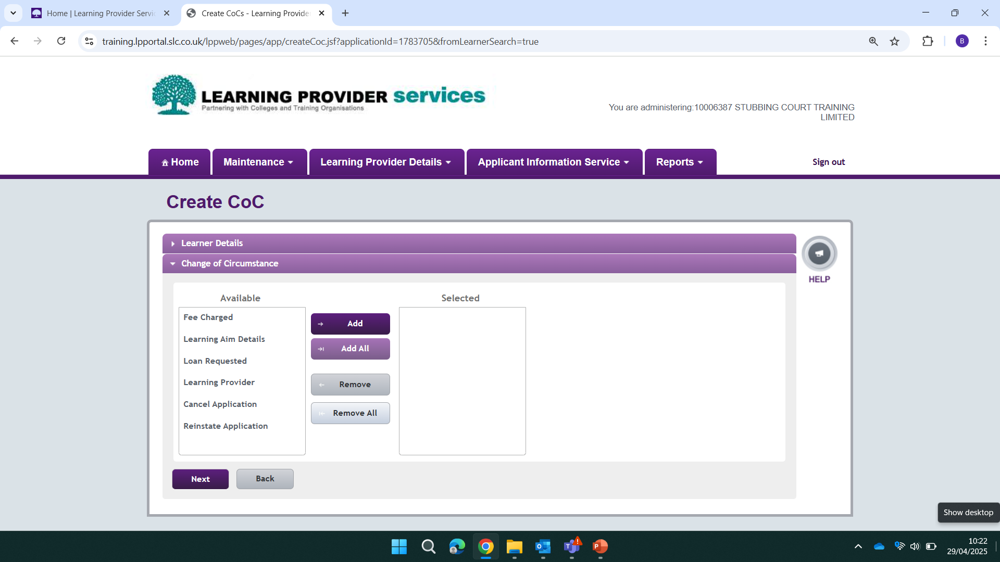 Home | Learning Provider Servic
Create CoCs - Learning Provide
training.lpportal.slc.co.uk/lppweb/pages/app/createCoc.jsf?applicationId=1783705&fromLearnerSearch=true
B
LEARNING PROVIDER services
Partnering with Colleges and Training Organisations
You are administering:10006387 STUBBING COURT TRAINING
LIMITED
Home
Maintenance
Learning Provider Details
Applicant Information Service
Reports
Sign out
Create CoC
Learner Details
Change of Circumstance
HELP
Available
Selected
Fee Charged
Learning Aim Details
Loan Requested
Learning Provider
Cancel Application
Reinstate Application
Add
Add All
Remove
Remove All
Next
Back
Show desktop
10:22
29/04/2025